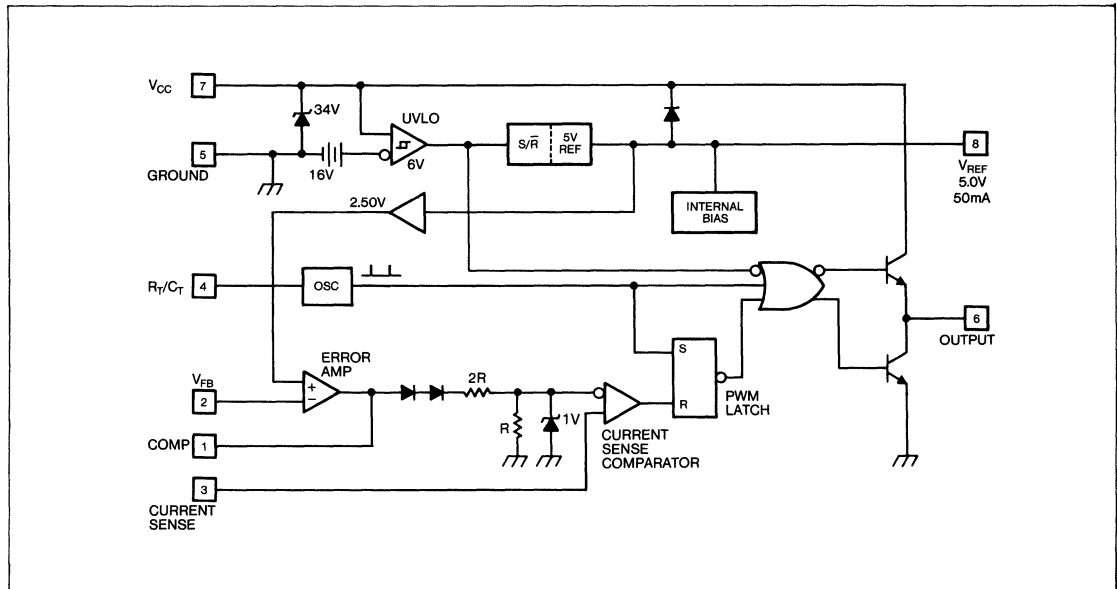 V_CC 7
34V
UVLO
5
GROUND
16V
6V
S/R̅
5V
REF
8
V_REF
5.0V
50mA
2.50V
INTERNAL
BIAS
R_T/C_T 4
OSC
6
OUTPUT
ERROR
AMP
V_FB
2
+
−
2R
R
1V
S
R
PWM
LATCH
COMP 1
CURRENT
SENSE
COMPARATOR
3
CURRENT
SENSE